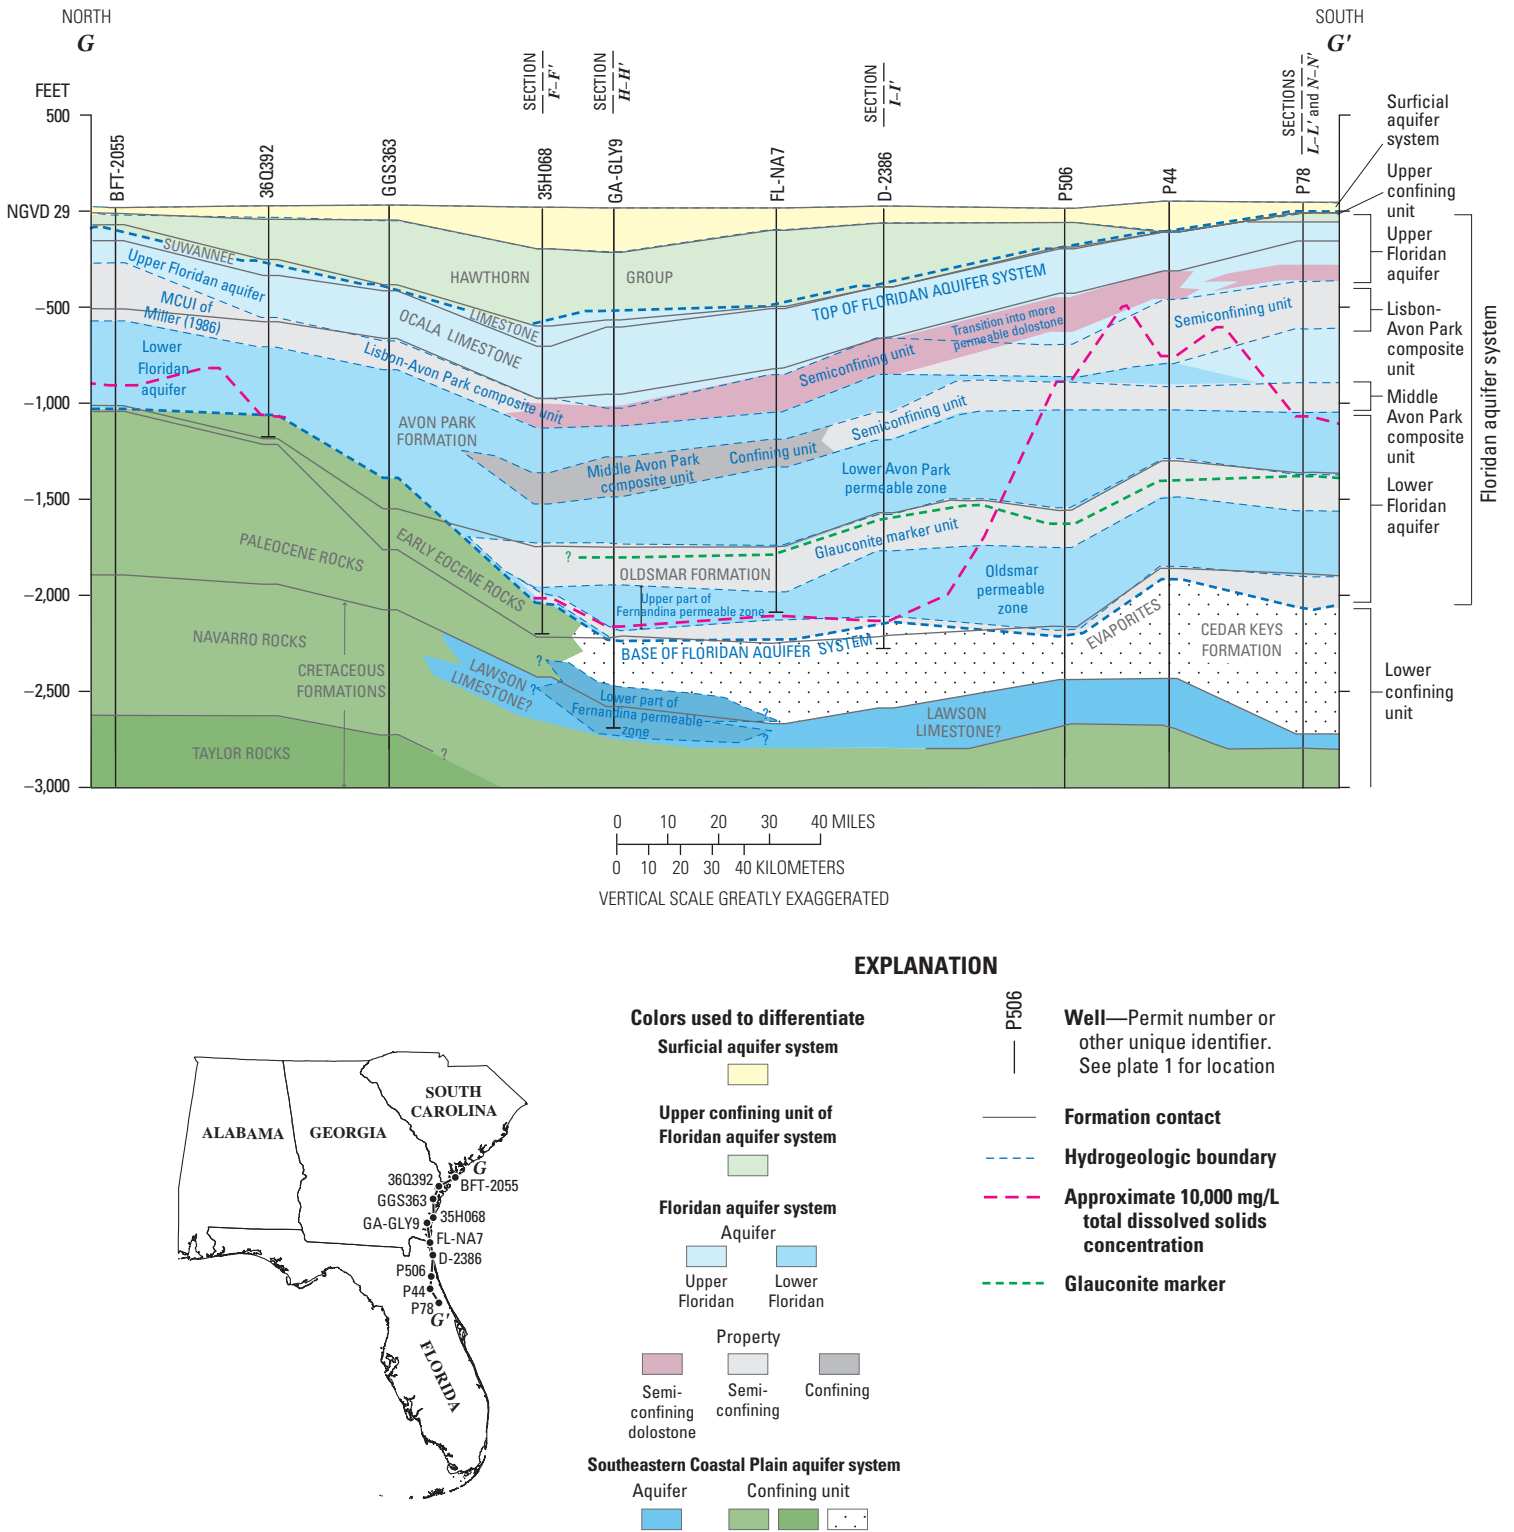 NORTH
G
SOUTH
G'
FEET
500
NGVD 29
–500
–1,000
–1,500
–2,000
–2,500
–3,000
SECTION
F–F'
SECTION
H–H'
SECTION
I–I'
SECTIONS
L–L' and N–N'
BFT-2055
36Q392
GGS363
35H068
GA-GLY9
FL-NA7
D-2386
P506
P44
P78
Surficial
aquifer
system
Upper
confining
unit
Upper
Floridan
aquifer
Lisbon-
Avon Park
composite
unit
Middle
Avon Park
composite
unit
Lower
Floridan
aquifer
Lower
confining
unit
Floridan aquifer system
SUWANNEE
LIMESTONE
Upper Floridan aquifer
MCUI of
Miller (1986)
Lower
Floridan
aquifer
HAWTHORN
GROUP
OCALA LIMESTONE
Lisbon-Avon Park composite unit
AVON PARK
FORMATION
TOP OF FLORIDAN AQUIFER SYSTEM
Semiconfining unit
Transition into more
permeable dolostone
Semiconfining unit
Middle Avon Park
composite unit
Confining unit
Semiconfining unit
Lower Avon Park
permeable zone
Glauconite marker unit
?
OLDSMAR FORMATION
Upper part of
Fernandina permeable zone
Oldsmar
permeable
zone
BASE OF FLORIDAN AQUIFER SYSTEM
EVAPORITES
CEDAR KEYS
FORMATION
PALEOCENE ROCKS
EARLY EOCENE ROCKS
NAVARRO ROCKS
CRETACEOUS
FORMATIONS
TAYLOR ROCKS
?
LAWSON
LIMESTONE?
?
?
Lower part of
Fernandina permeable
zone
?
?
LAWSON
LIMESTONE?
0 10 20 30 40 MILES
0 10 20 30 40 KILOMETERS
VERTICAL SCALE GREATLY EXAGGERATED
EXPLANATION
Colors used to differentiate
Surficial aquifer system
Upper confining unit of
Floridan aquifer system
Floridan aquifer system
Aquifer
Upper
Floridan
Lower
Floridan
Property
Semi-
confining
dolostone
Semi-
confining
Confining
Southeastern Coastal Plain aquifer system
Aquifer
Confining unit
P506
Well—Permit number or
other unique identifier.
See plate 1 for location
Formation contact
Hydrogeologic boundary
Approximate 10,000 mg/L
total dissolved solids
concentration
Glauconite marker
ALABAMA
GEORGIA
SOUTH
CAROLINA
FLORIDA
G
BFT-2055
36Q392
GGS363
35H068
GA-GLY9
FL-NA7
D-2386
P506
P44
P78
G'